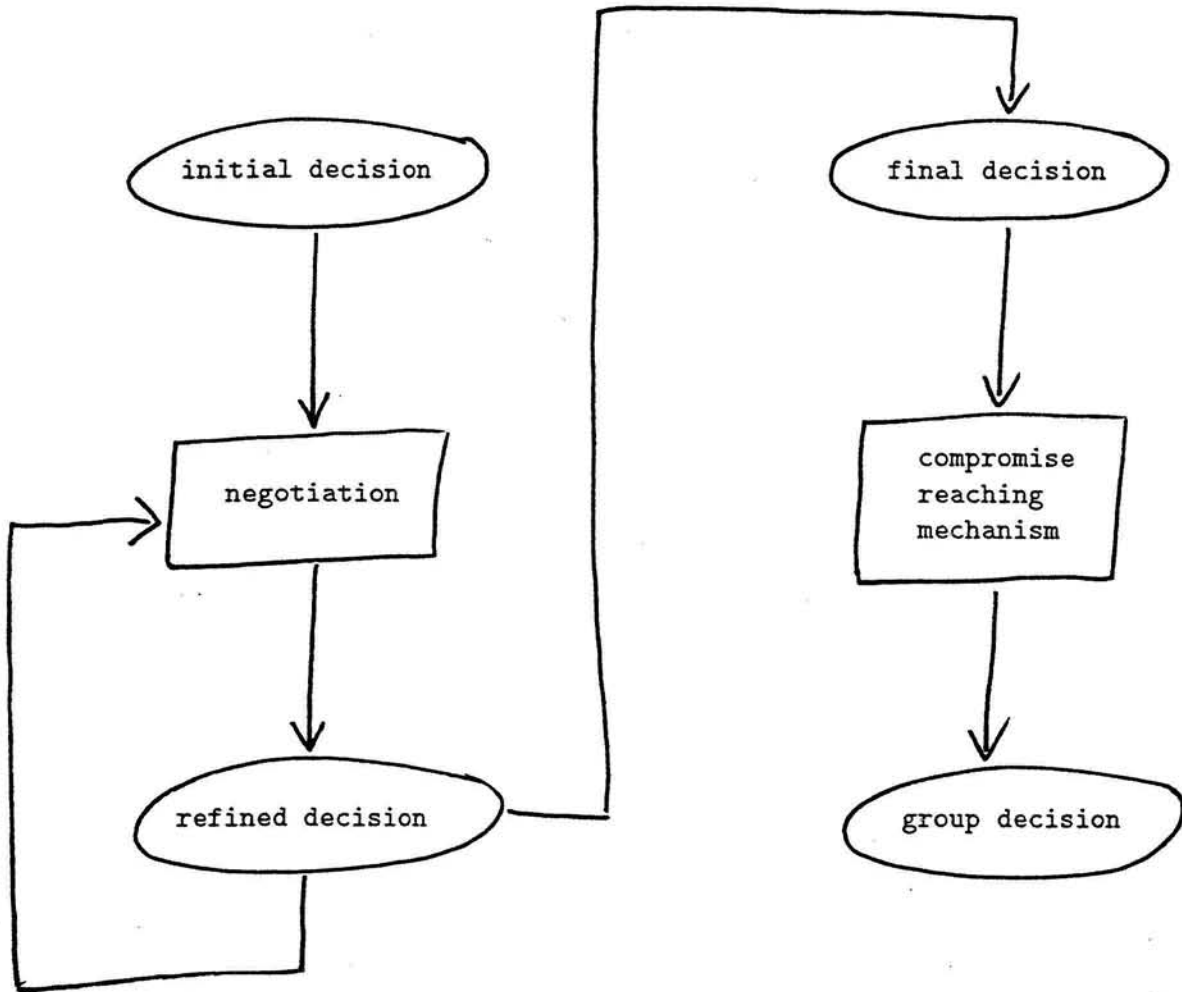 initial decision
negotiation
refined decision
final decision
compromise
reaching
mechanism
group decision